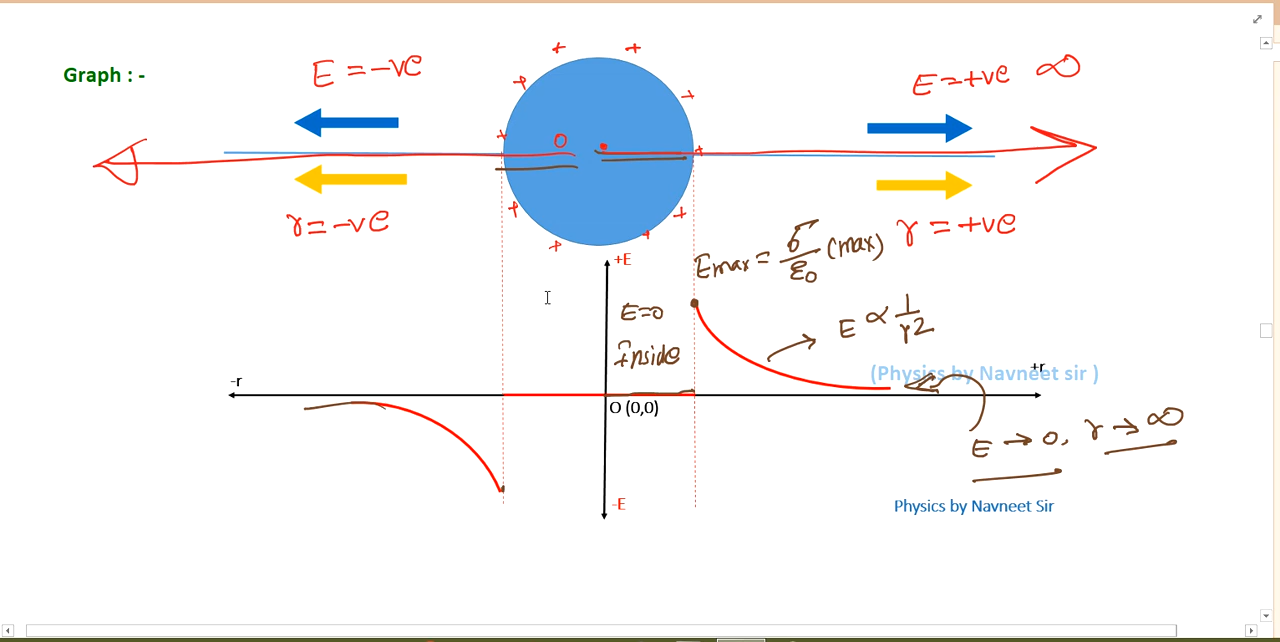 Graph : -
E = -ve
E = +ve ∞
O
r = -ve
r = +ve
+E
Emax = σ/ε0 (max)
E=0
inside
E ∝ 1/r2
-r
+r
(Physics by Navneet sir )
O (0,0)
E → 0, r → ∞
-E
Physics by Navneet Sir